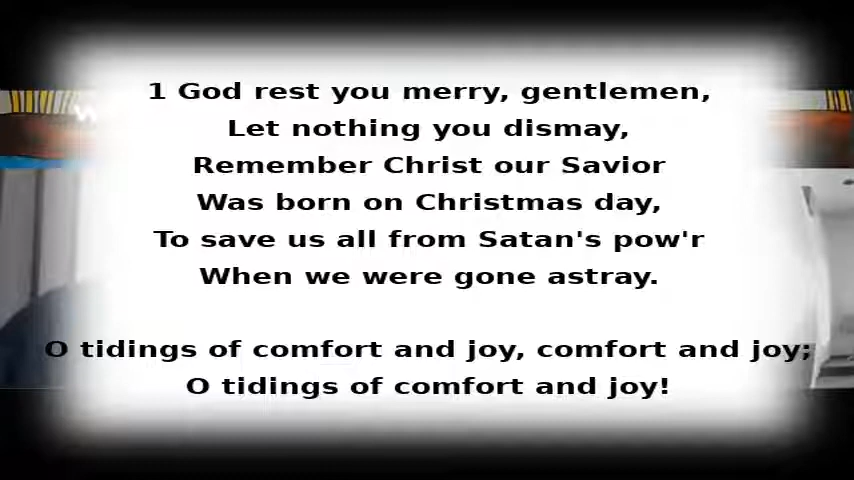 1 God rest you merry, gentlemen,
Let nothing you dismay,
Remember Christ our Savior
Was born on Christmas day,
To save us all from Satan's pow'r
When we were gone astray.
O tidings of comfort and joy, comfort and joy;
O tidings of comfort and joy!